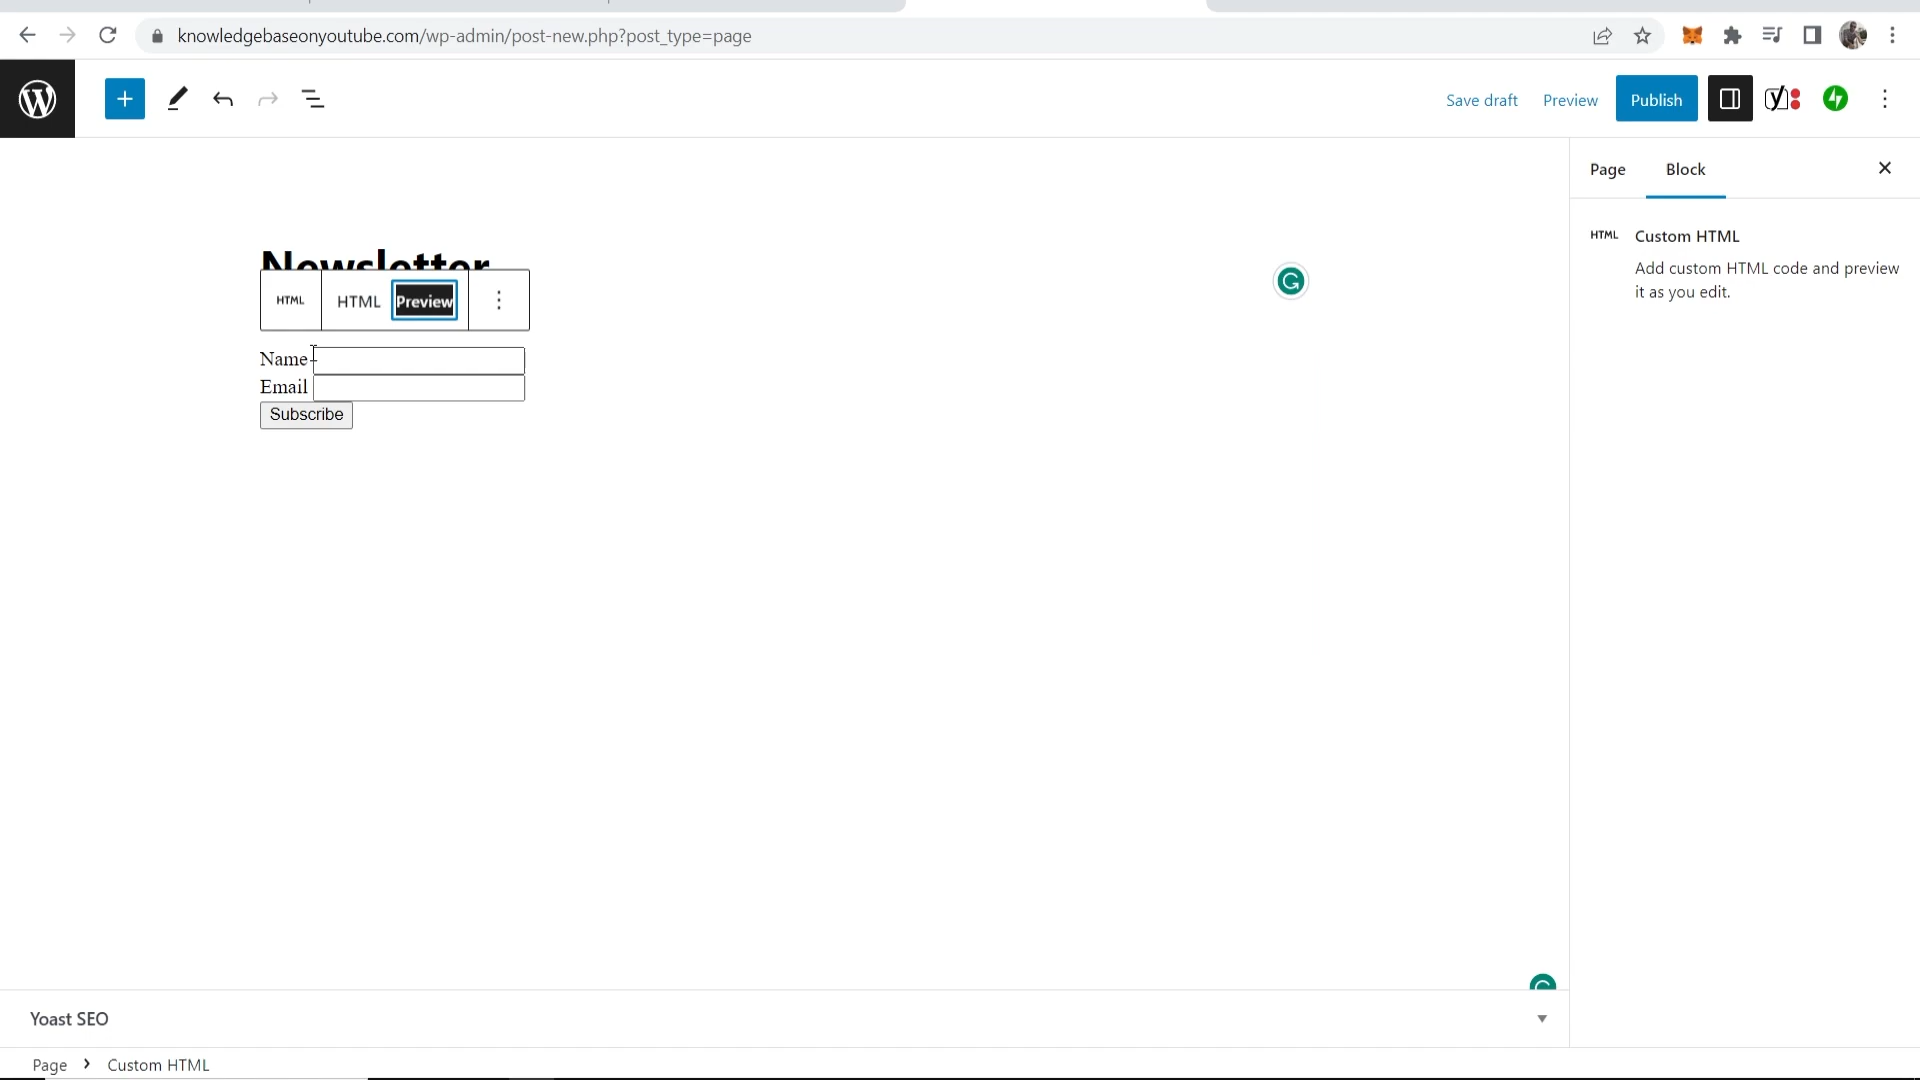 knowledgebaseonyoutube.com/wp-admin/post-new.php?post_type=page
Save draft
Preview
Publish
Page
Block
HTML
Custom HTML
Add custom HTML code and preview
it as you edit.
Newsletter
HTML
HTML
Preview
Name
Email
Subscribe
Yoast SEO
Page
Custom HTML